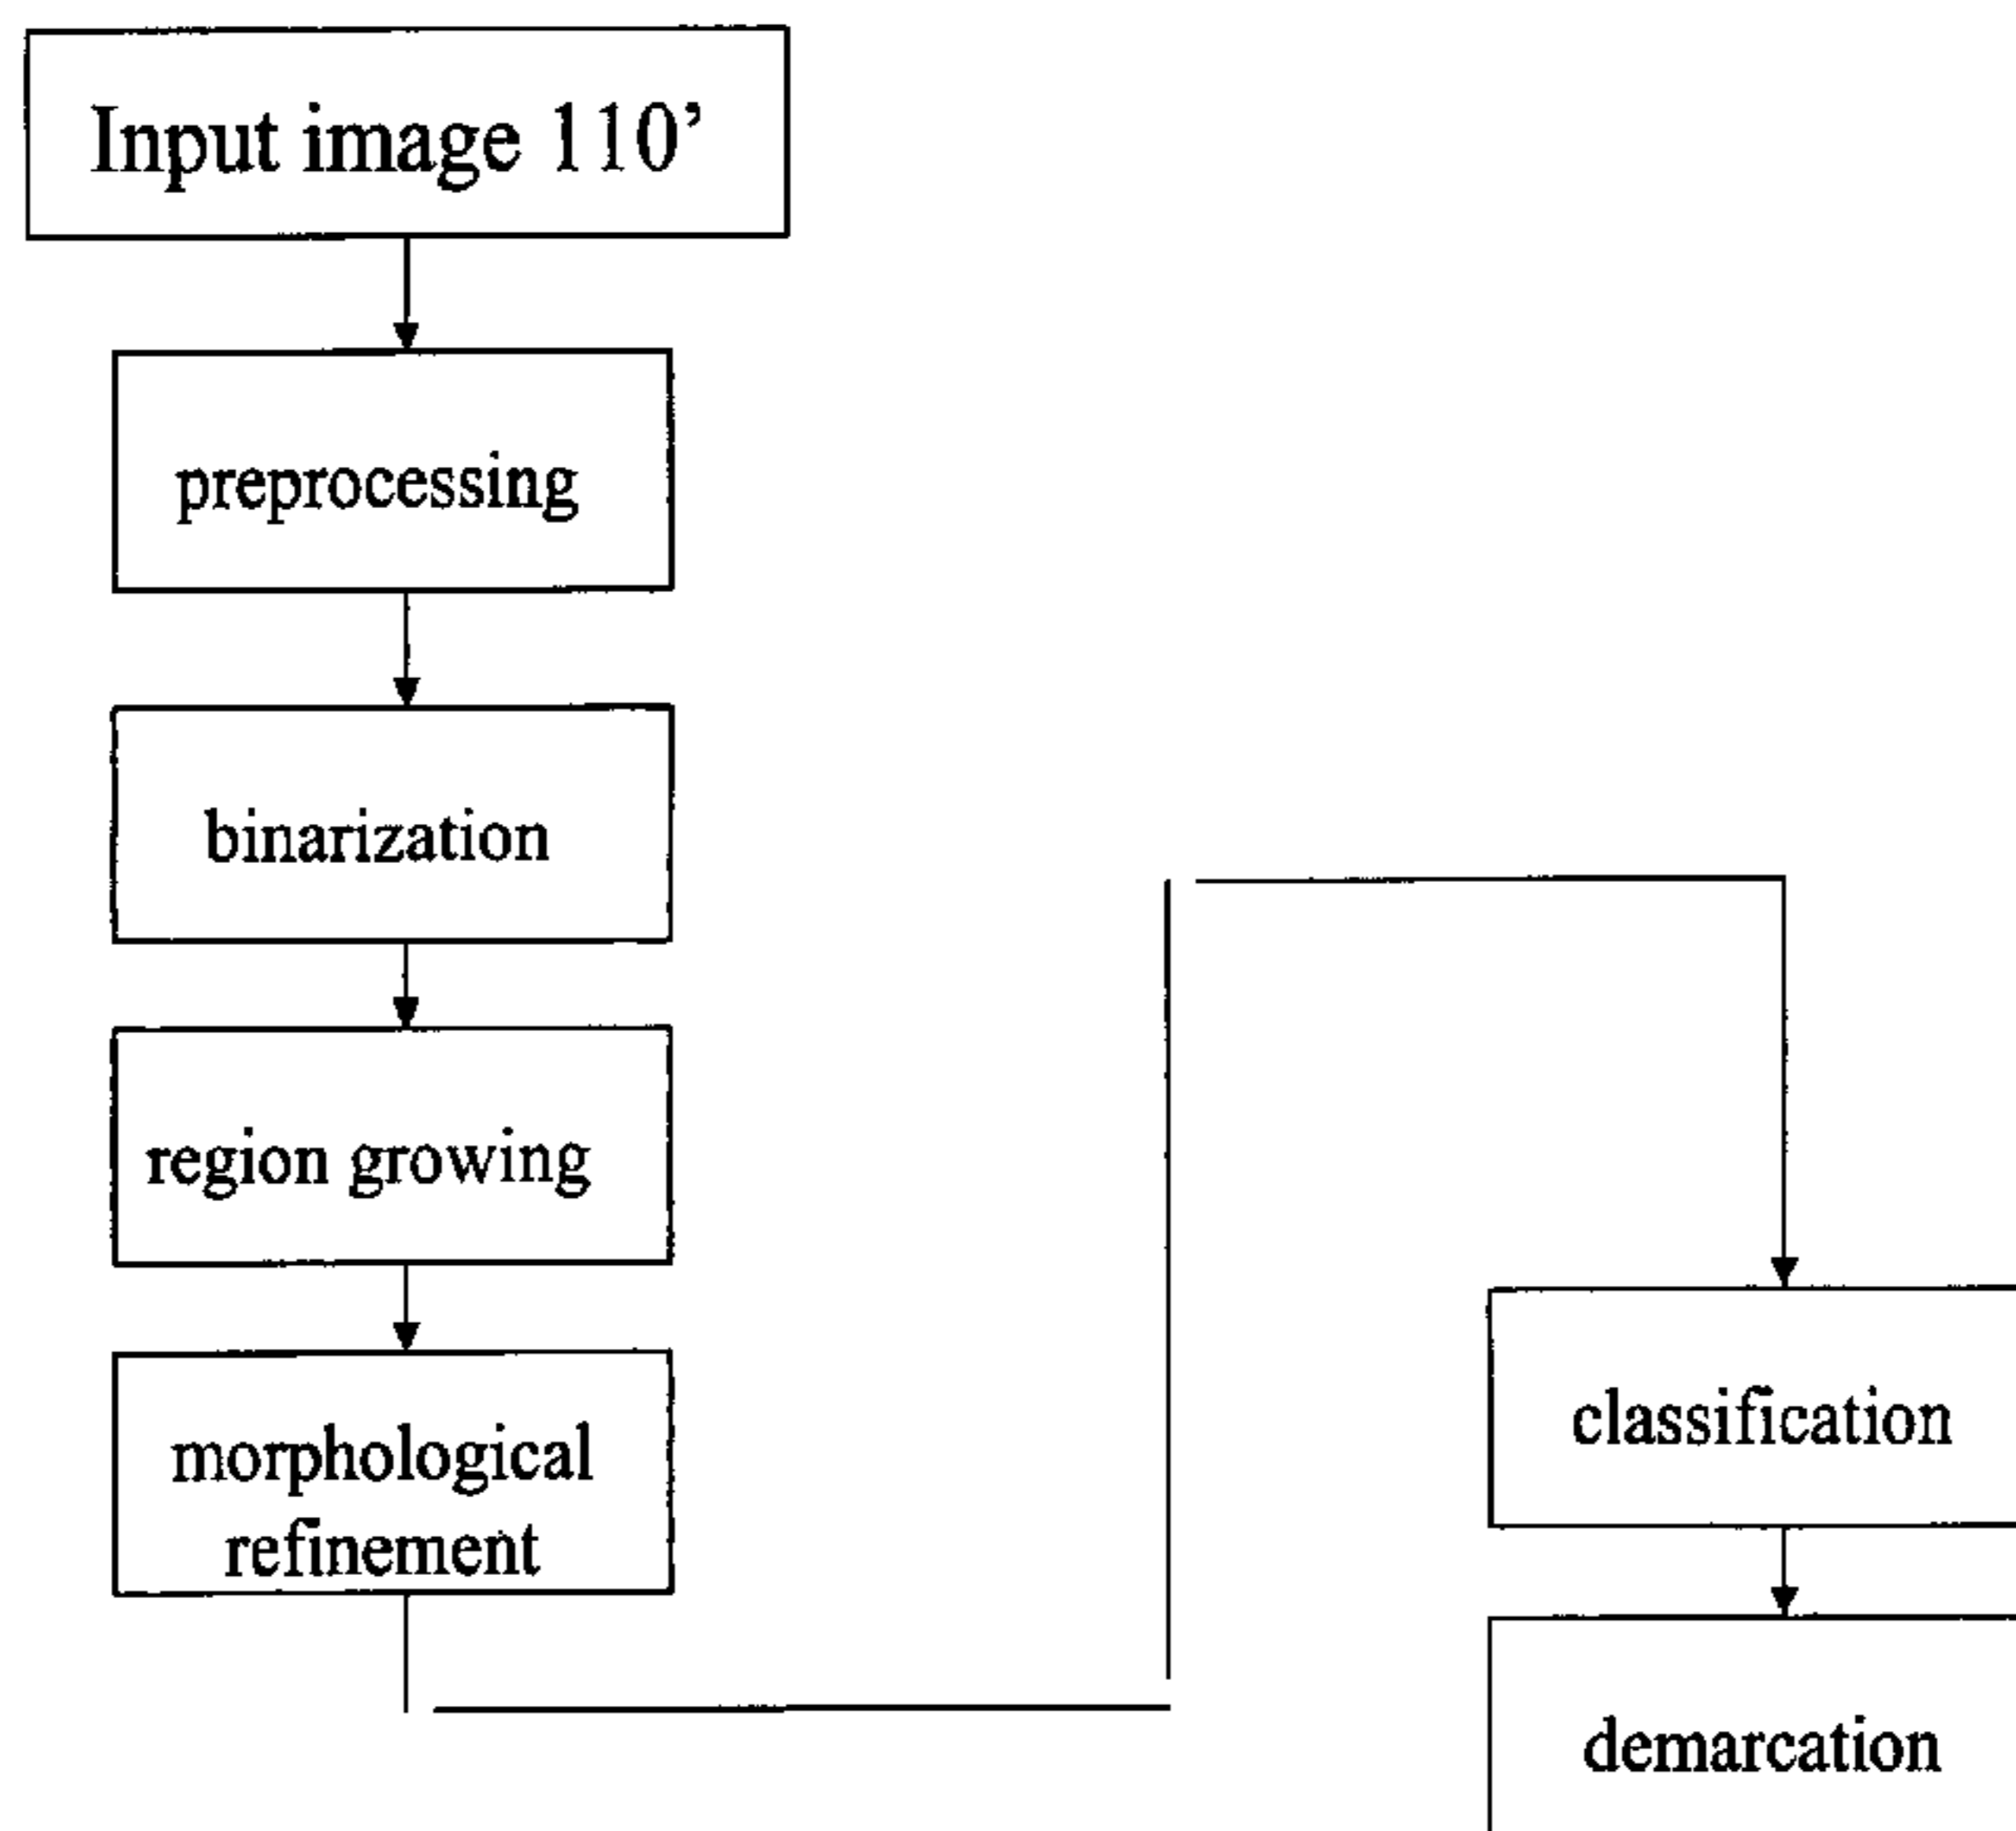 Input image 110’
preprocessing
binarization
region growing
morphological
refinement
classification
demarcation